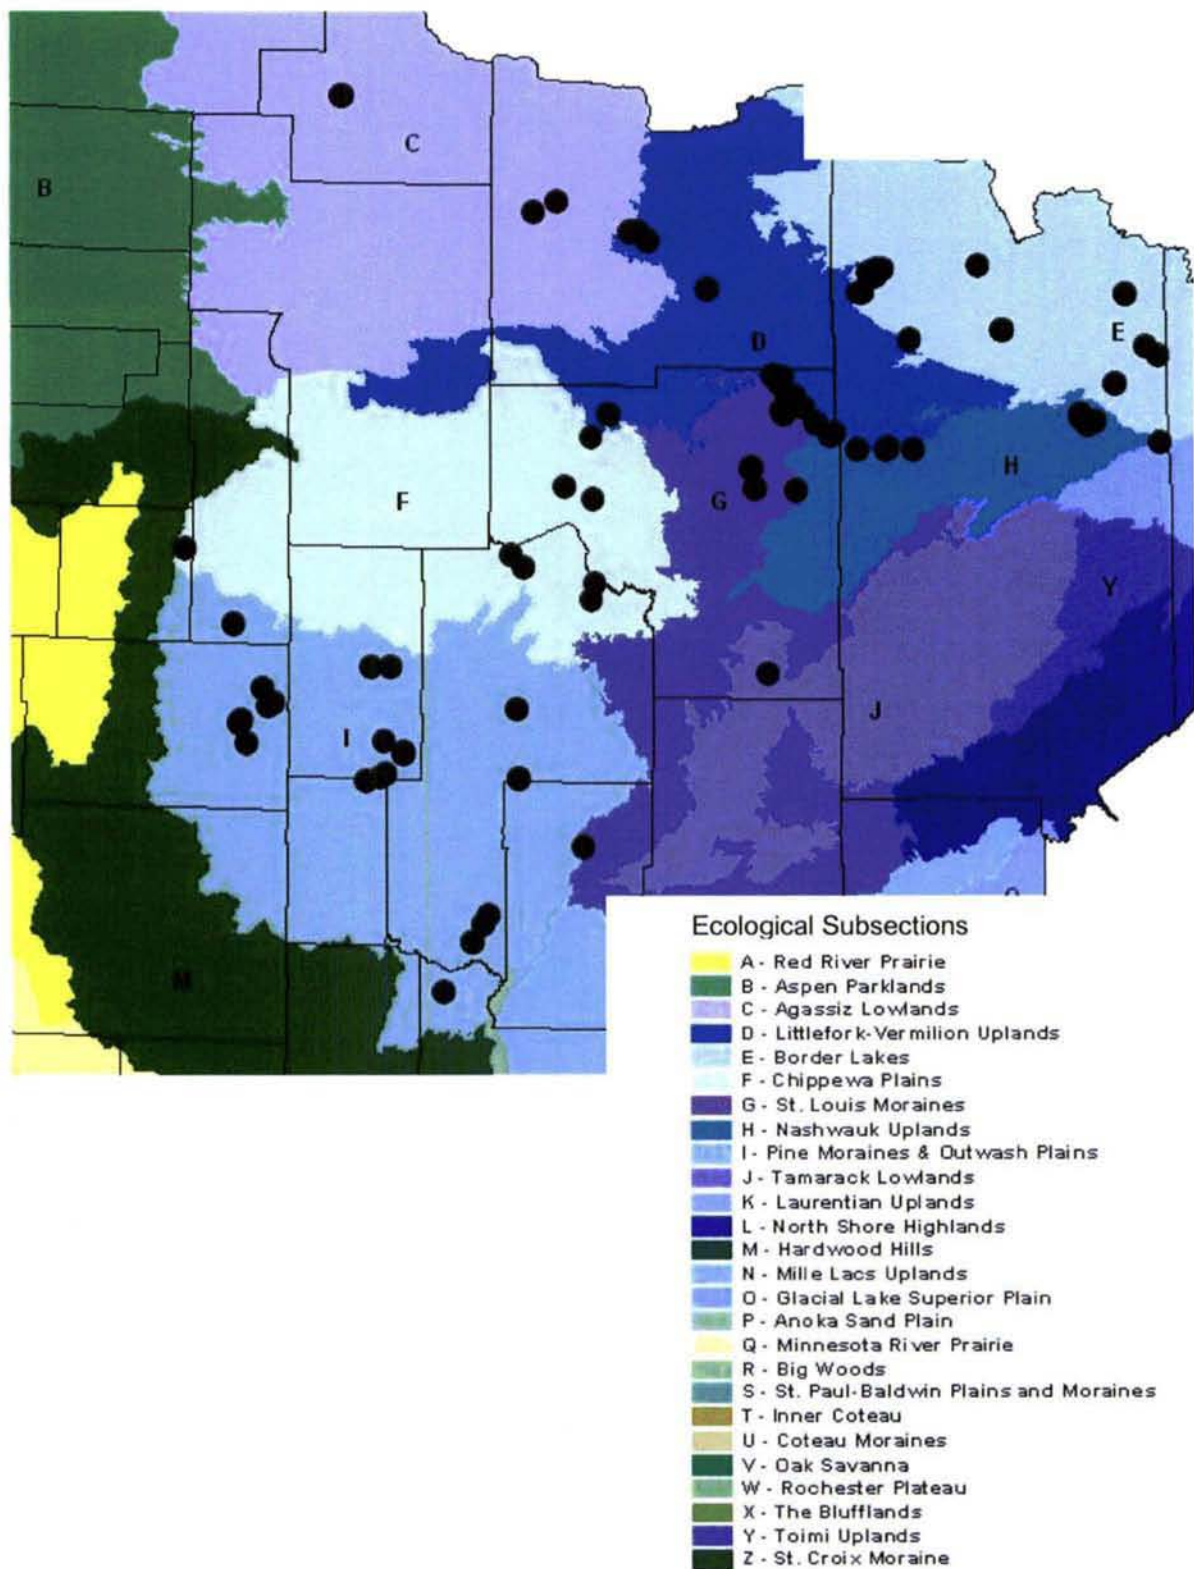 C
B
E
D
H
F
G
Y
I
J
M
Ecological Subsections
A - Red River Prairie
B - Aspen Parklands
C - Agassiz Lowlands
D - Littlefork-Vermilion Uplands
E - Border Lakes
F - Chippewa Plains
G - St. Louis Moraines
H - Nashwauk Uplands
I - Pine Moraines & Outwash Plains
J - Tamarack Lowlands
K - Laurentian Uplands
L - North Shore Highlands
M - Hardwood Hills
N - Mille Lacs Uplands
O - Glacial Lake Superior Plain
P - Anoka Sand Plain
Q - Minnesota River Prairie
R - Big Woods
S - St. Paul-Baldwin Plains and Moraines
T - Inner Coteau
U - Coteau Moraines
V - Oak Savanna
W - Rochester Plateau
X - The Blufflands
Y - Toimi Uplands
Z - St. Croix Moraine